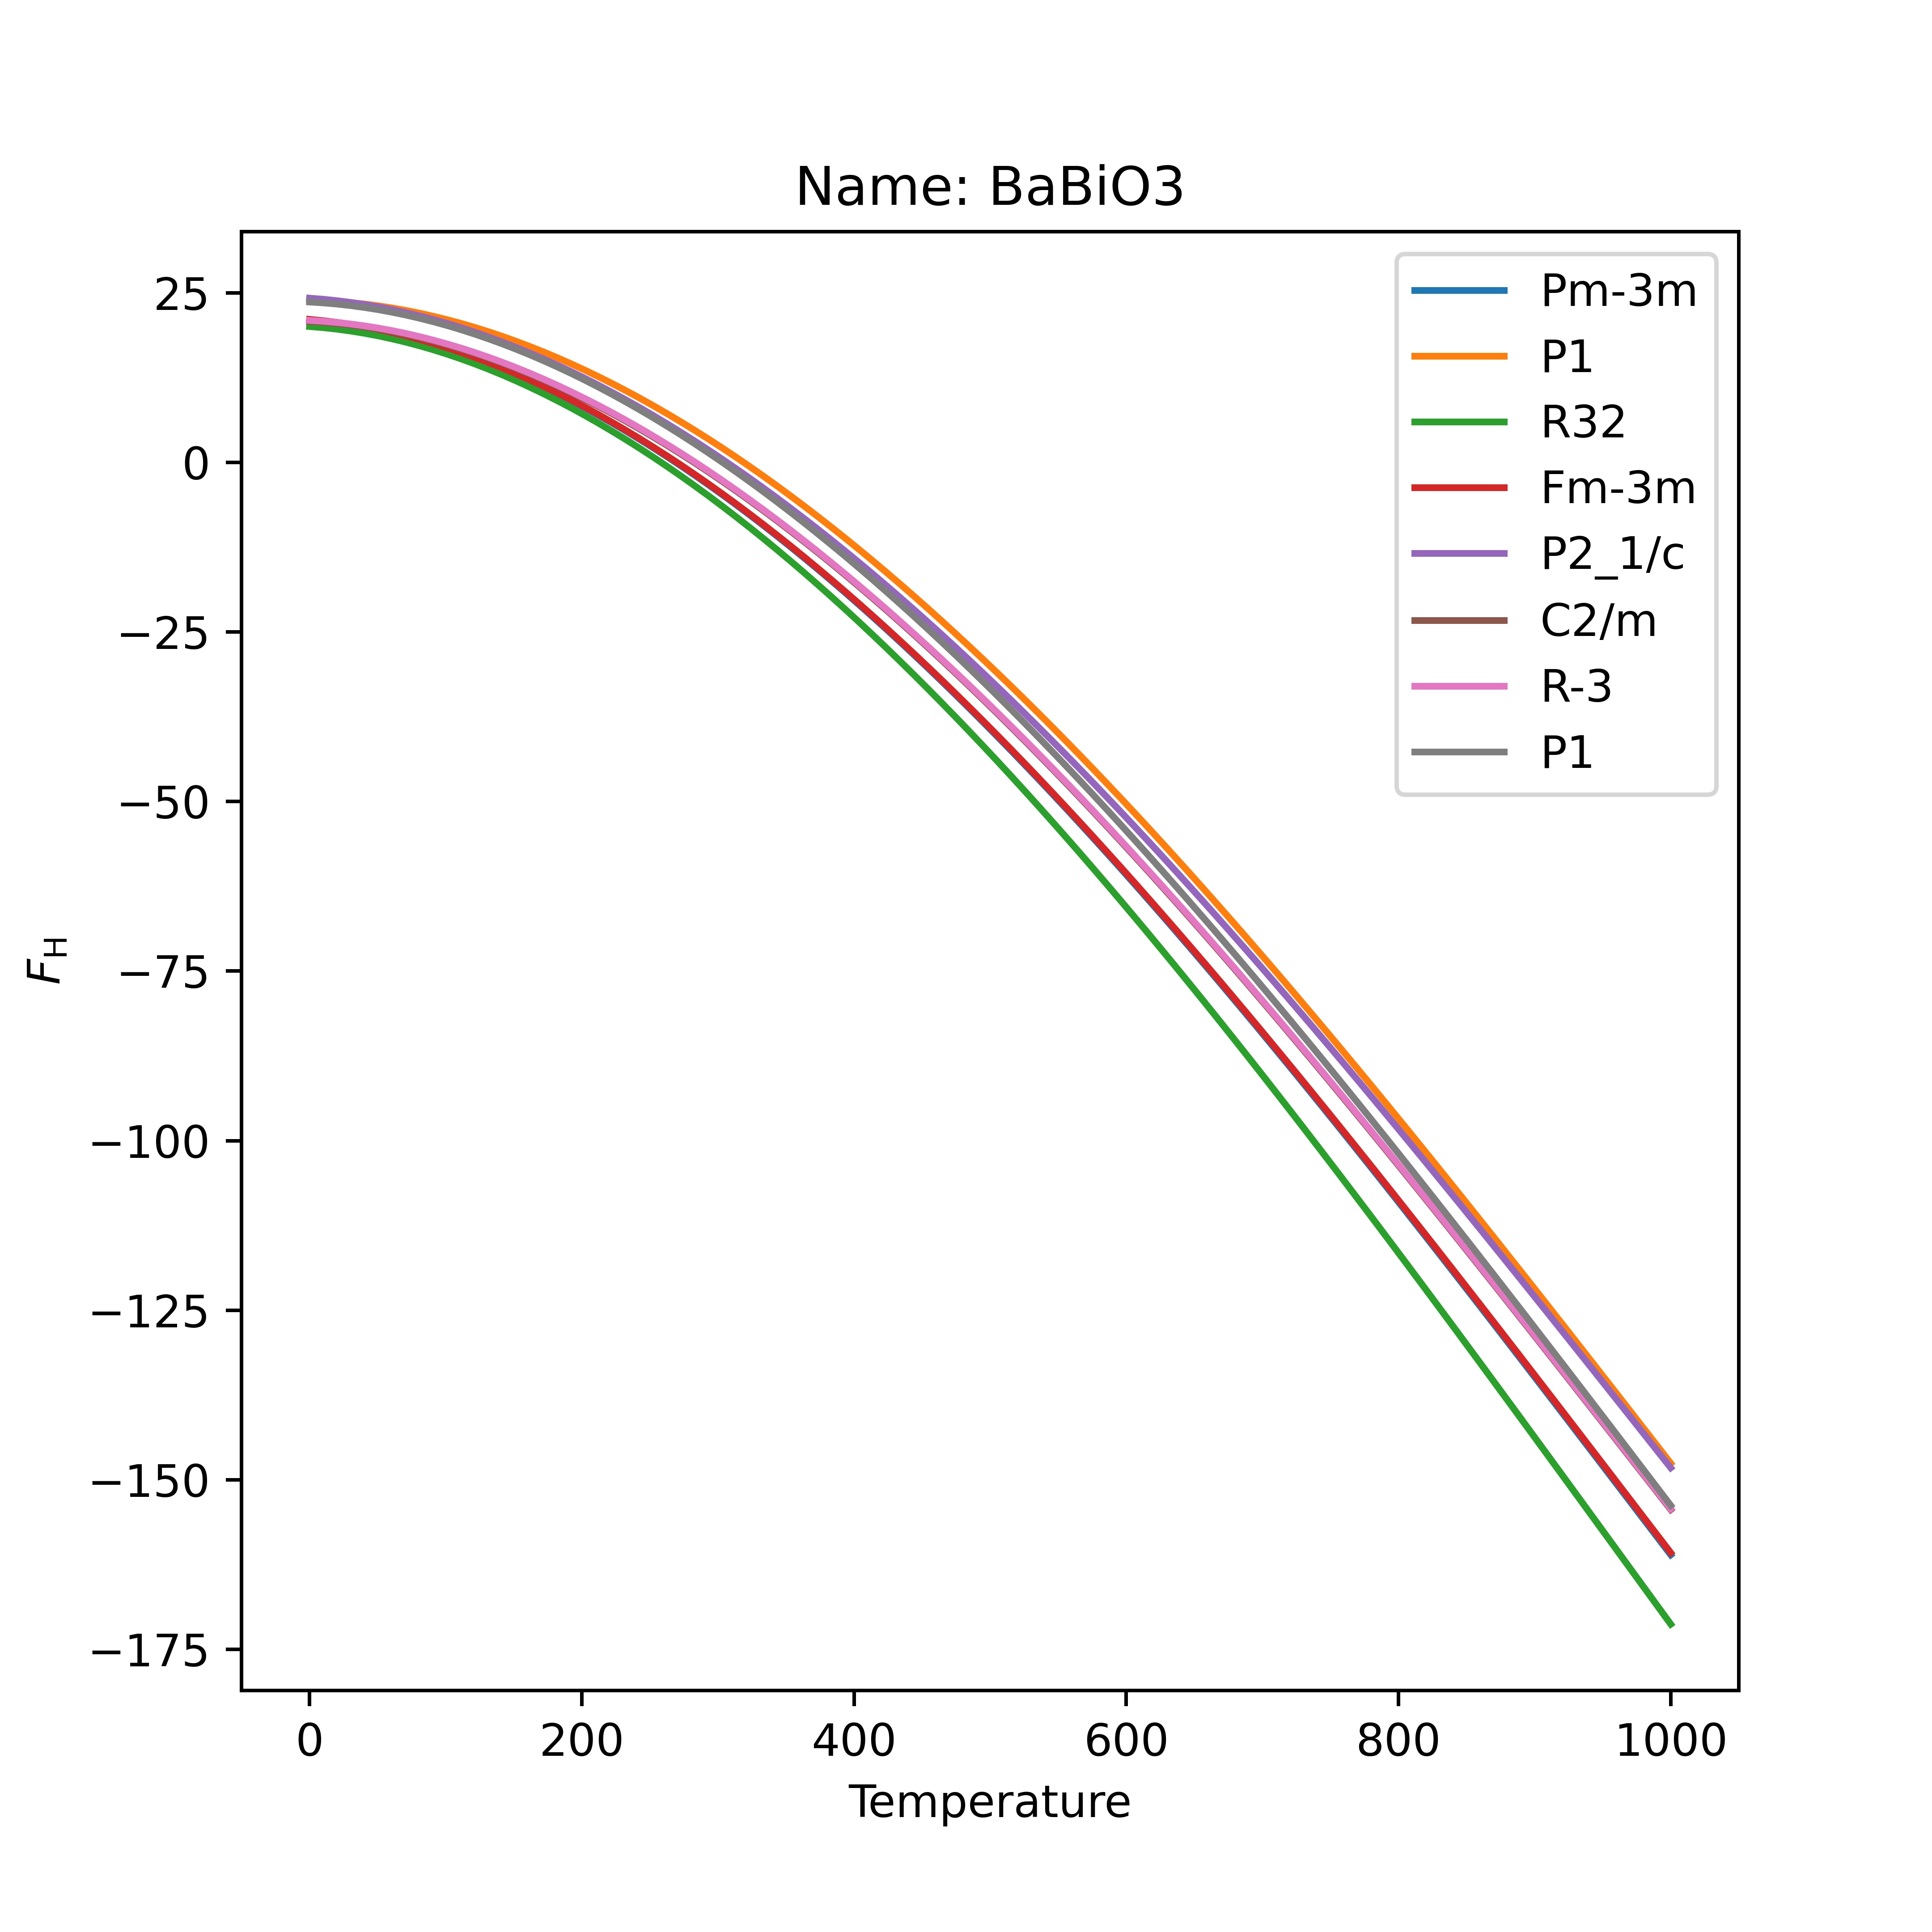 Name: BaBiO3
25
0
−25
−50
−75
−100
−125
−150
−175
F_H
0 200 400 600 800 1000
Temperature
Pm-3m
P1
R32
Fm-3m
P2_1/c
C2/m
R-3
P1